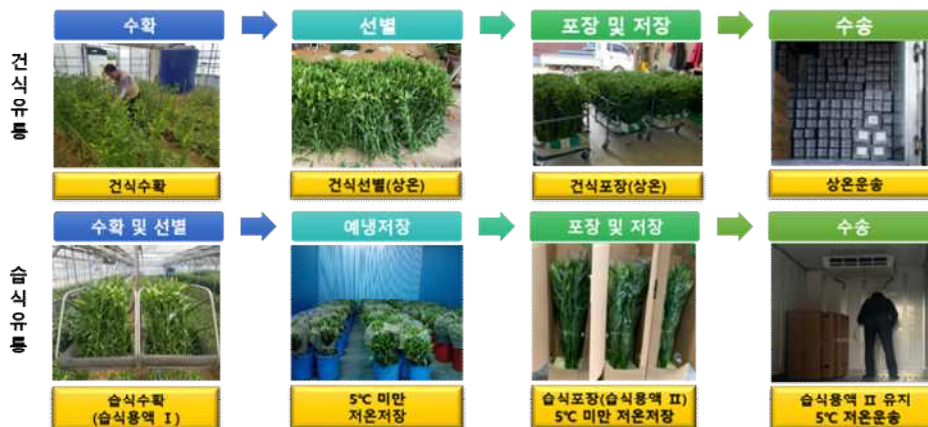 건식유통
수확
선별
포장 및 저장
수송
건식수확
건식선별(상온)
건식포장(상온)
상온운송
습식유통
수확 및 선별
예냉저장
포장 및 저장
수송
습식수확
(습식용액 Ⅰ)
5℃ 미만
저온저장
습식포장(습식용액 Ⅱ)
5℃ 미만 저온저장
습식용액 Ⅱ 유지
5℃ 저온운송